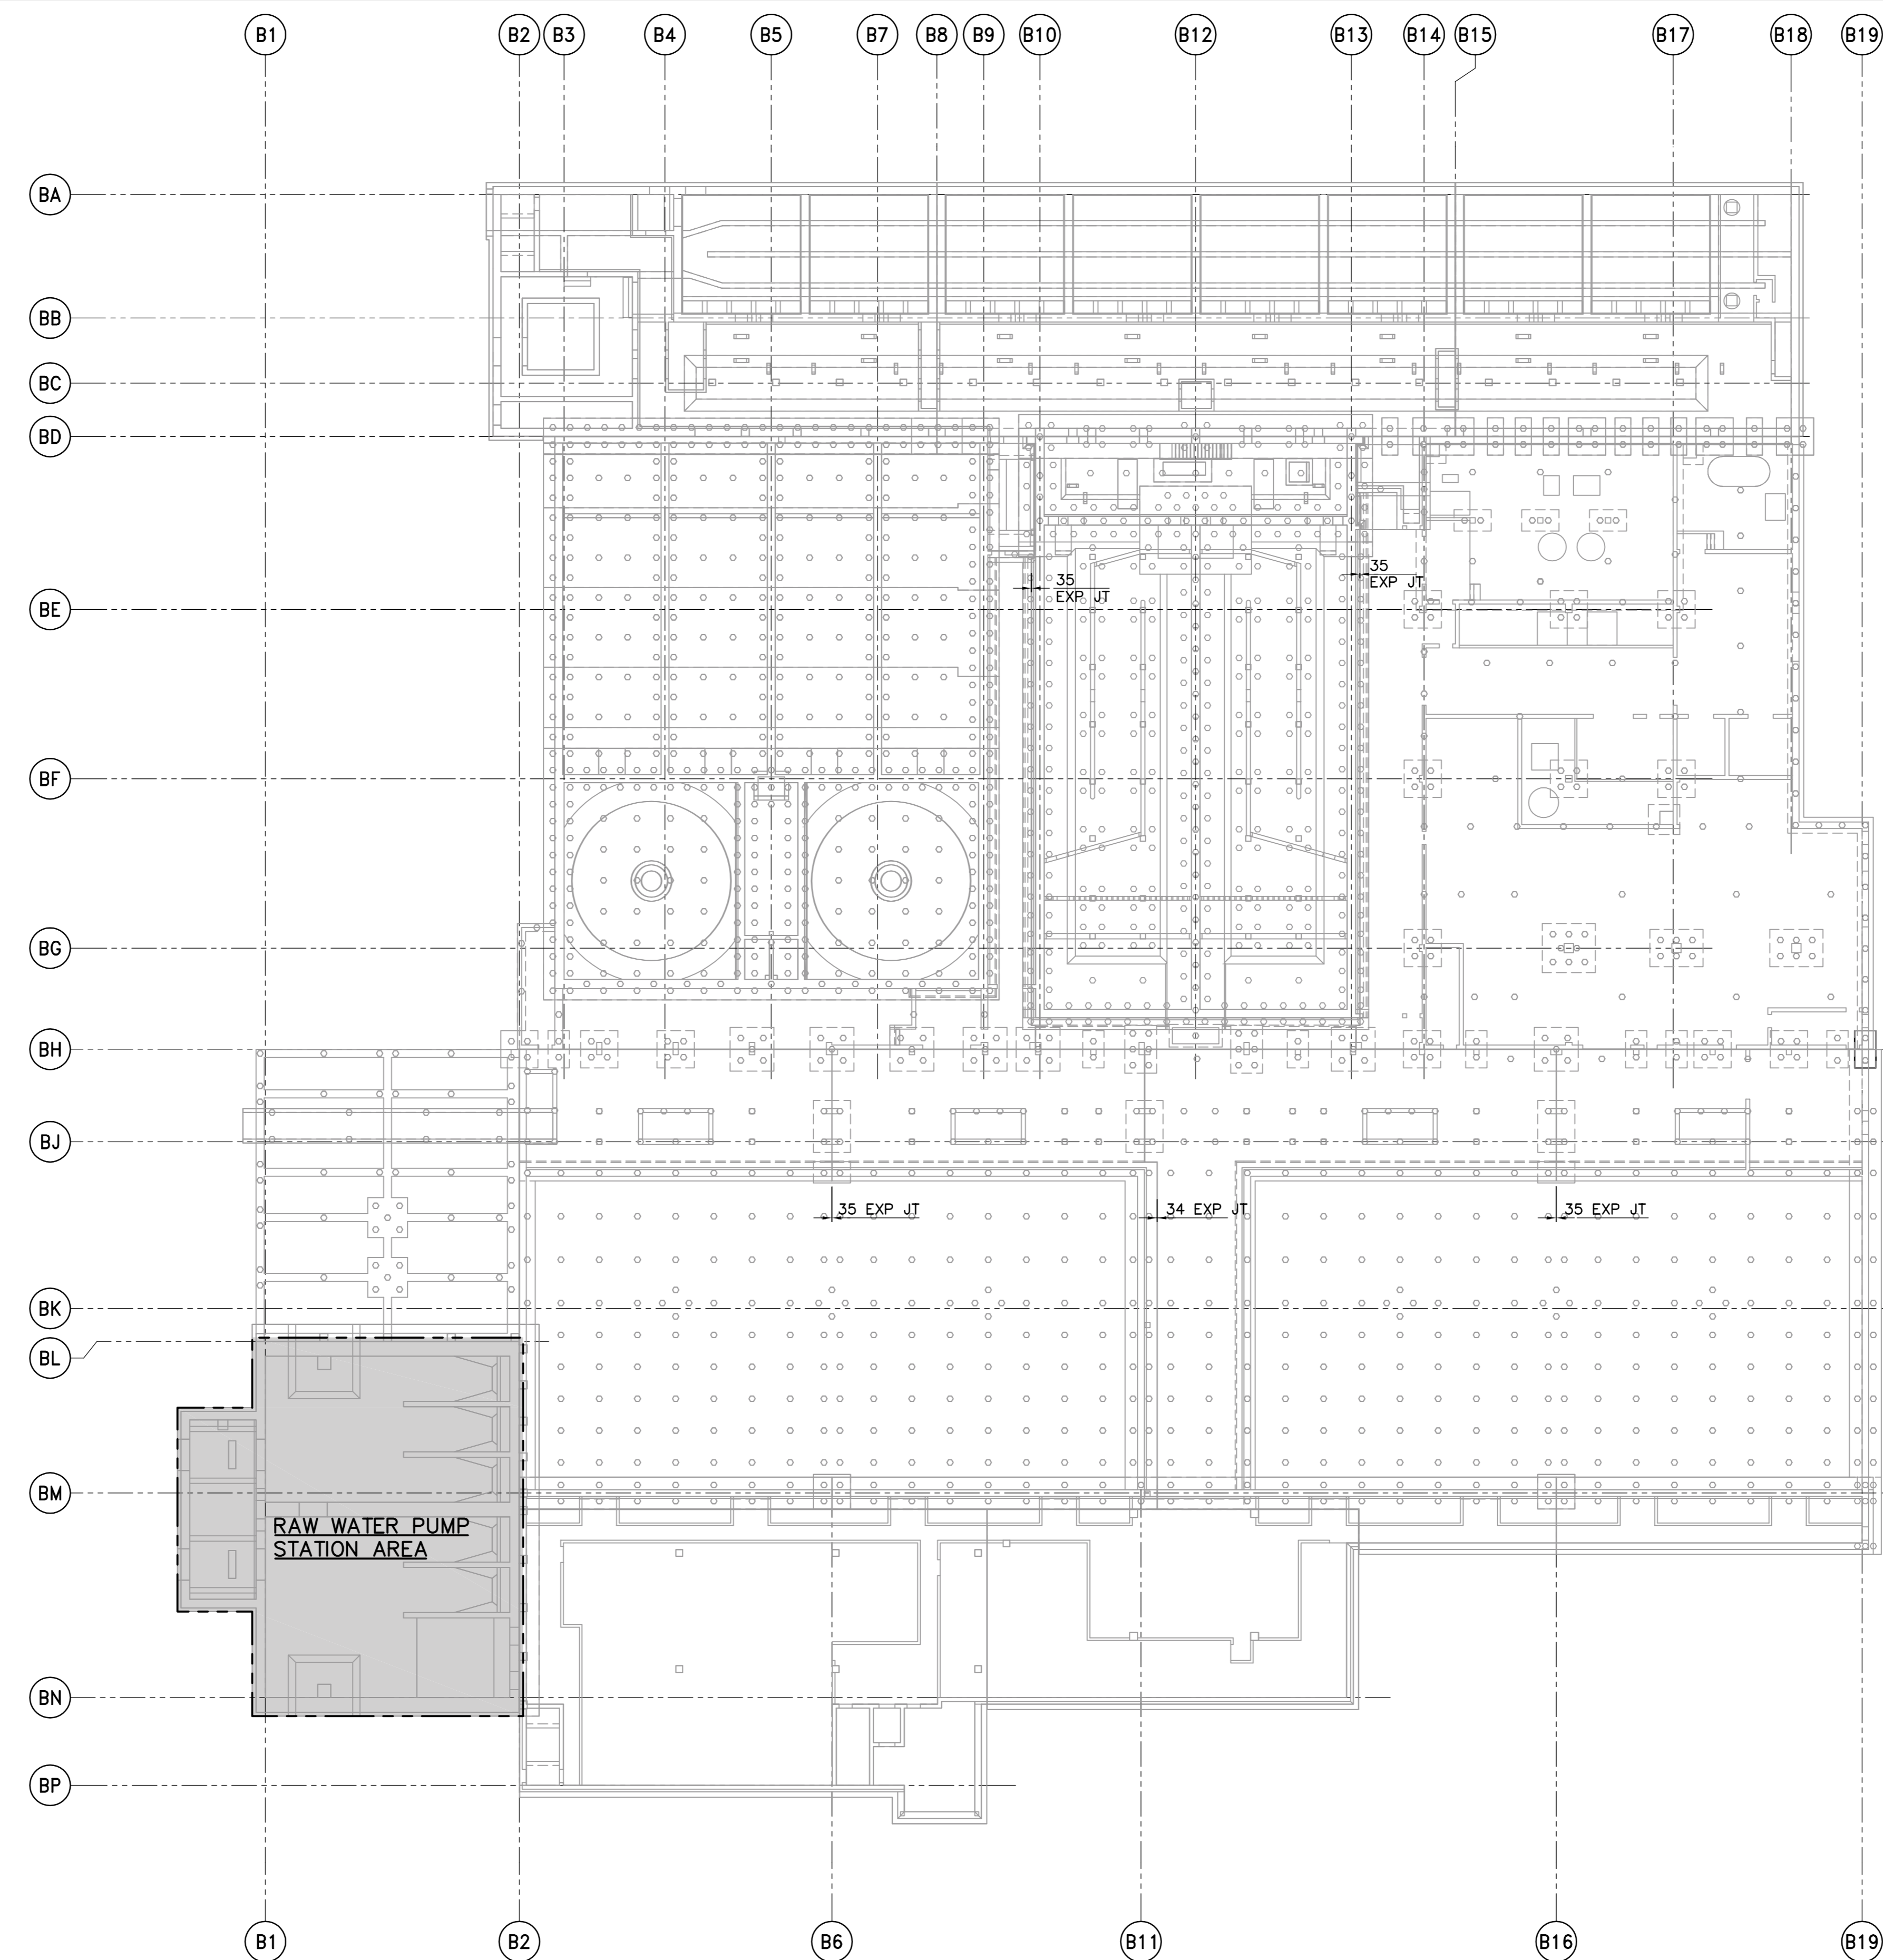 B1 B2 B3 B4 B5 B7 B8 B9 B10 B12 B13 B14 B15 B17 B18 B19
BA
BB
BC
BD
35
EXP JT
35
EXP JT
BE
BF
BG
BH
BJ
35 EXP JT 34 EXP JT 35 EXP JT
BK
BL
BM
RAW WATER PUMP
STATION AREA
BN
BP
B1 B2 B6 B11 B16 B19